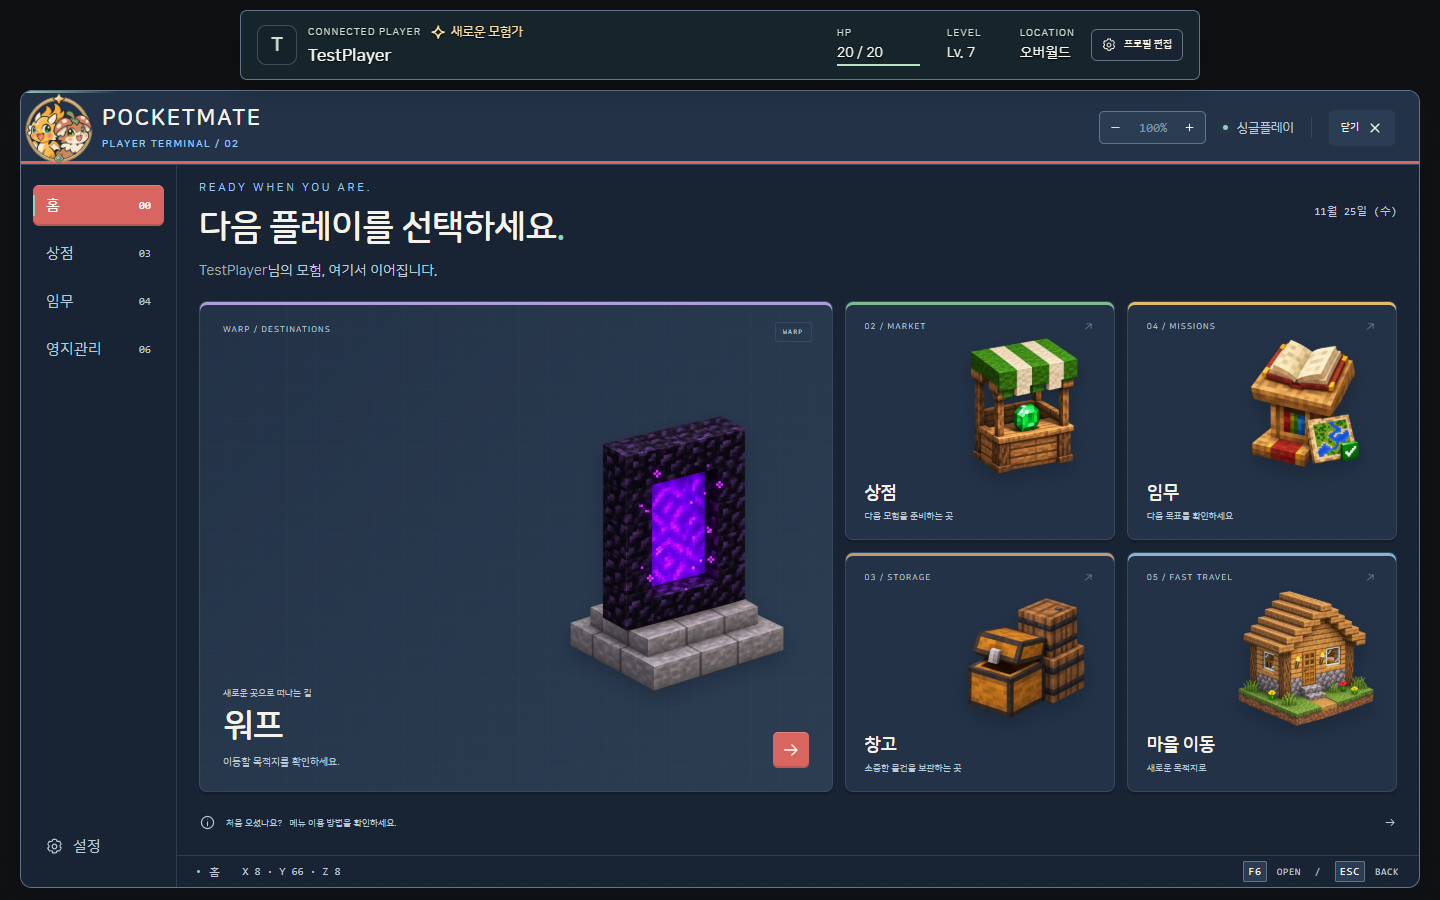 T
CONNECTED PLAYER 새로운 모험가
TestPlayer
HP
20 / 20
LEVEL
Lv. 7
LOCATION
오버월드
프로필 편집
POCKETMATE
PLAYER TERMINAL / 02
− 100% +
싱글플레이
닫기
홈 00
상점 03
임무 04
영지관리 06
설정
READY WHEN YOU ARE.
다음 플레이를 선택하세요.
TestPlayer님의 모험, 여기서 이어집니다.
11월 25일 (수)
WARP / DESTINATIONS
WARP
새로운 곳으로 떠나는 길
워프
이동할 목적지를 확인하세요.
02 / MARKET
상점
다음 모험을 준비하는 곳
04 / MISSIONS
임무
다음 목표를 확인하세요
03 / STORAGE
창고
소중한 물건을 보관하는 곳
05 / FAST TRAVEL
마을 이동
새로운 목적지로
처음 오셨나요? 메뉴 이용 방법을 확인하세요.
• 홈 X 8 · Y 66 · Z 8
F6 OPEN / ESC BACK